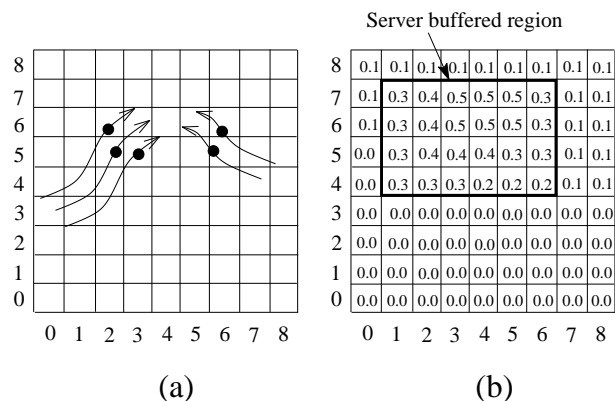 Server buffered region
8
7
6
5
4
3
2
1
0
0 1 2 3 4 5 6 7 8
(a)
8 0.1 0.1 0.1 0.1 0.1 0.1 0.1 0.1 0.1
7 0.1 0.3 0.4 0.5 0.5 0.5 0.3 0.1 0.1
6 0.1 0.3 0.4 0.5 0.5 0.5 0.3 0.1 0.1
5 0.0 0.3 0.4 0.4 0.4 0.3 0.3 0.1 0.1
4 0.0 0.3 0.3 0.3 0.2 0.2 0.2 0.1 0.1
3 0.0 0.0 0.0 0.0 0.0 0.0 0.0 0.0 0.0
2 0.0 0.0 0.0 0.0 0.0 0.0 0.0 0.0 0.0
1 0.0 0.0 0.0 0.0 0.0 0.0 0.0 0.0 0.0
0 0.0 0.0 0.0 0.0 0.0 0.0 0.0 0.0 0.0
0 1 2 3 4 5 6 7 8
(b)